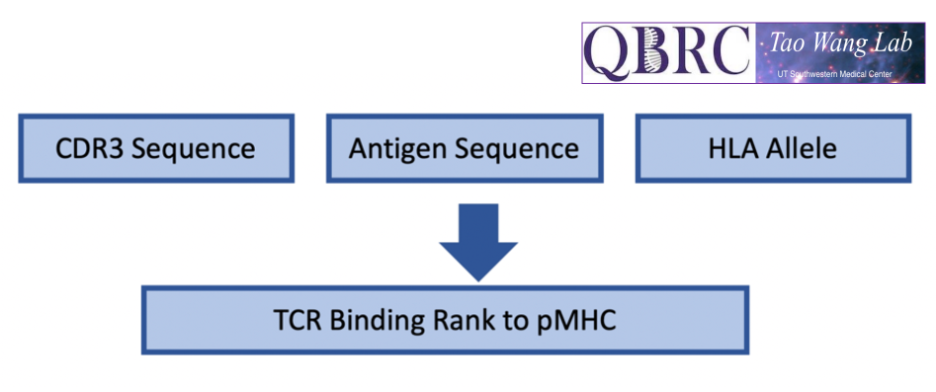 QBRC Tao Wang Lab
UT Southwestern Medical Center
CDR3 Sequence
Antigen Sequence
HLA Allele
TCR Binding Rank to pMHC